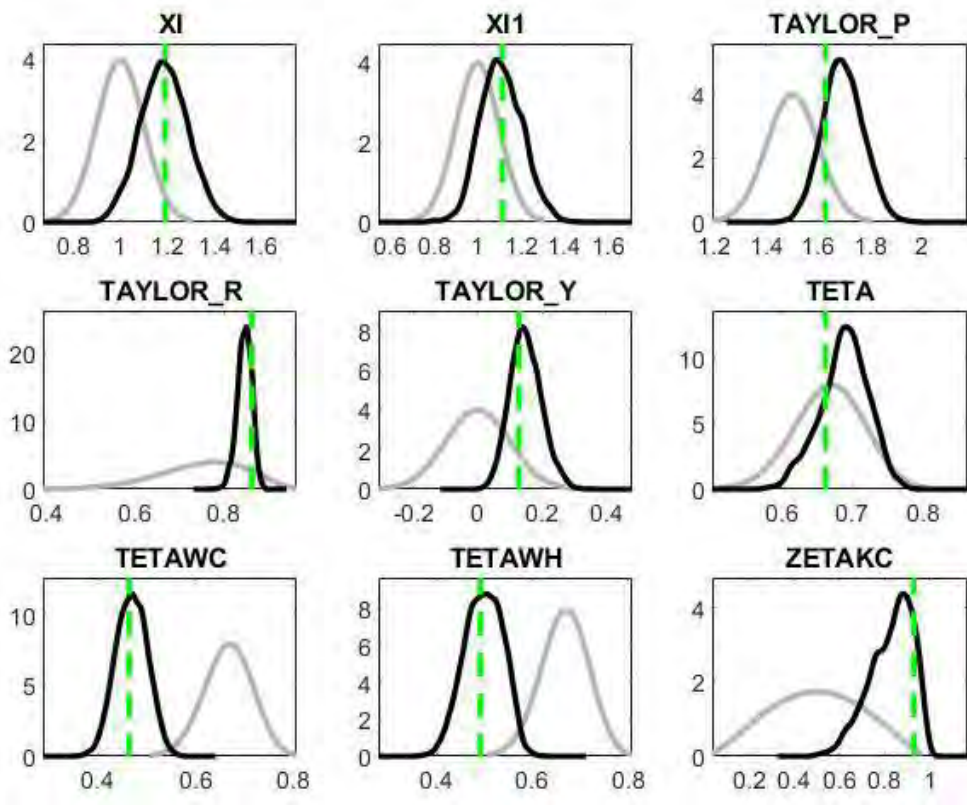 XI XI1 TAYLOR_P
4 4 4
2 2 2
0 0 0
0.8 1 1.2 1.4 1.6 0.6 0.8 1 1.2 1.4 1.6 1.2 1.4 1.6 1.8 2
TAYLOR_R TAYLOR_Y TETA
20 8 10
10 6 5
0 4 0
2
0
0.4 0.6 0.8 -0.2 0 0.2 0.4 0.6 0.7 0.8
TETAWC TETAWH ZETAKC
10 8 4
5 6 2
0 4 0
2
0
0.4 0.6 0.8 0.4 0.6 0.8 0.2 0.4 0.6 0.8 1